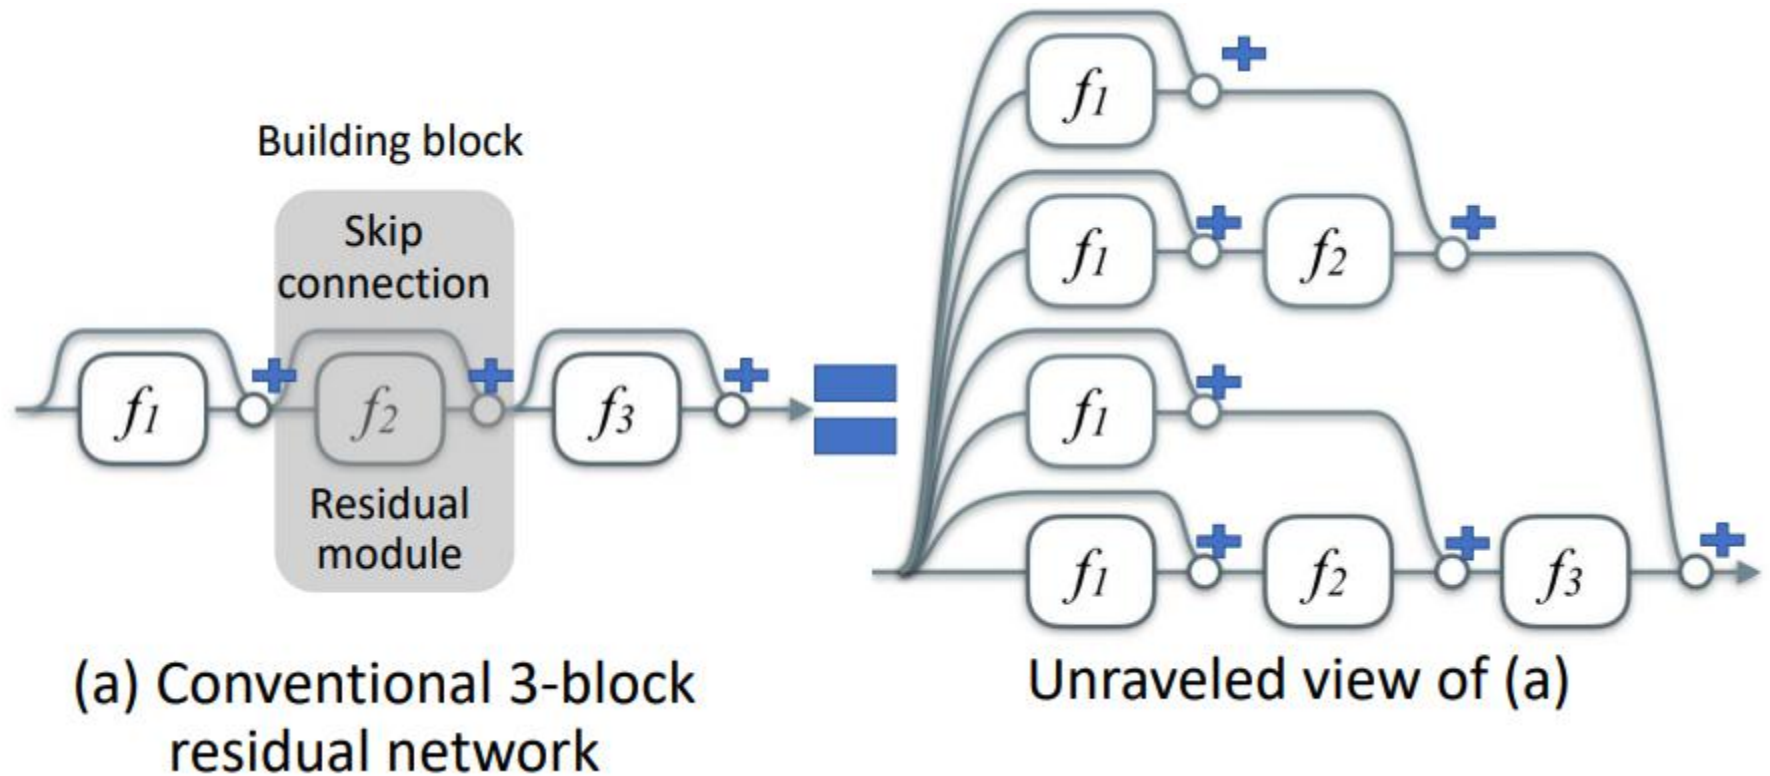 Building block
Skip
connection
f1
f2
f3
Residual
module
(a) Conventional 3-block
residual network
f1
f1
f2
f1
f1
f2
f3
Unraveled view of (a)